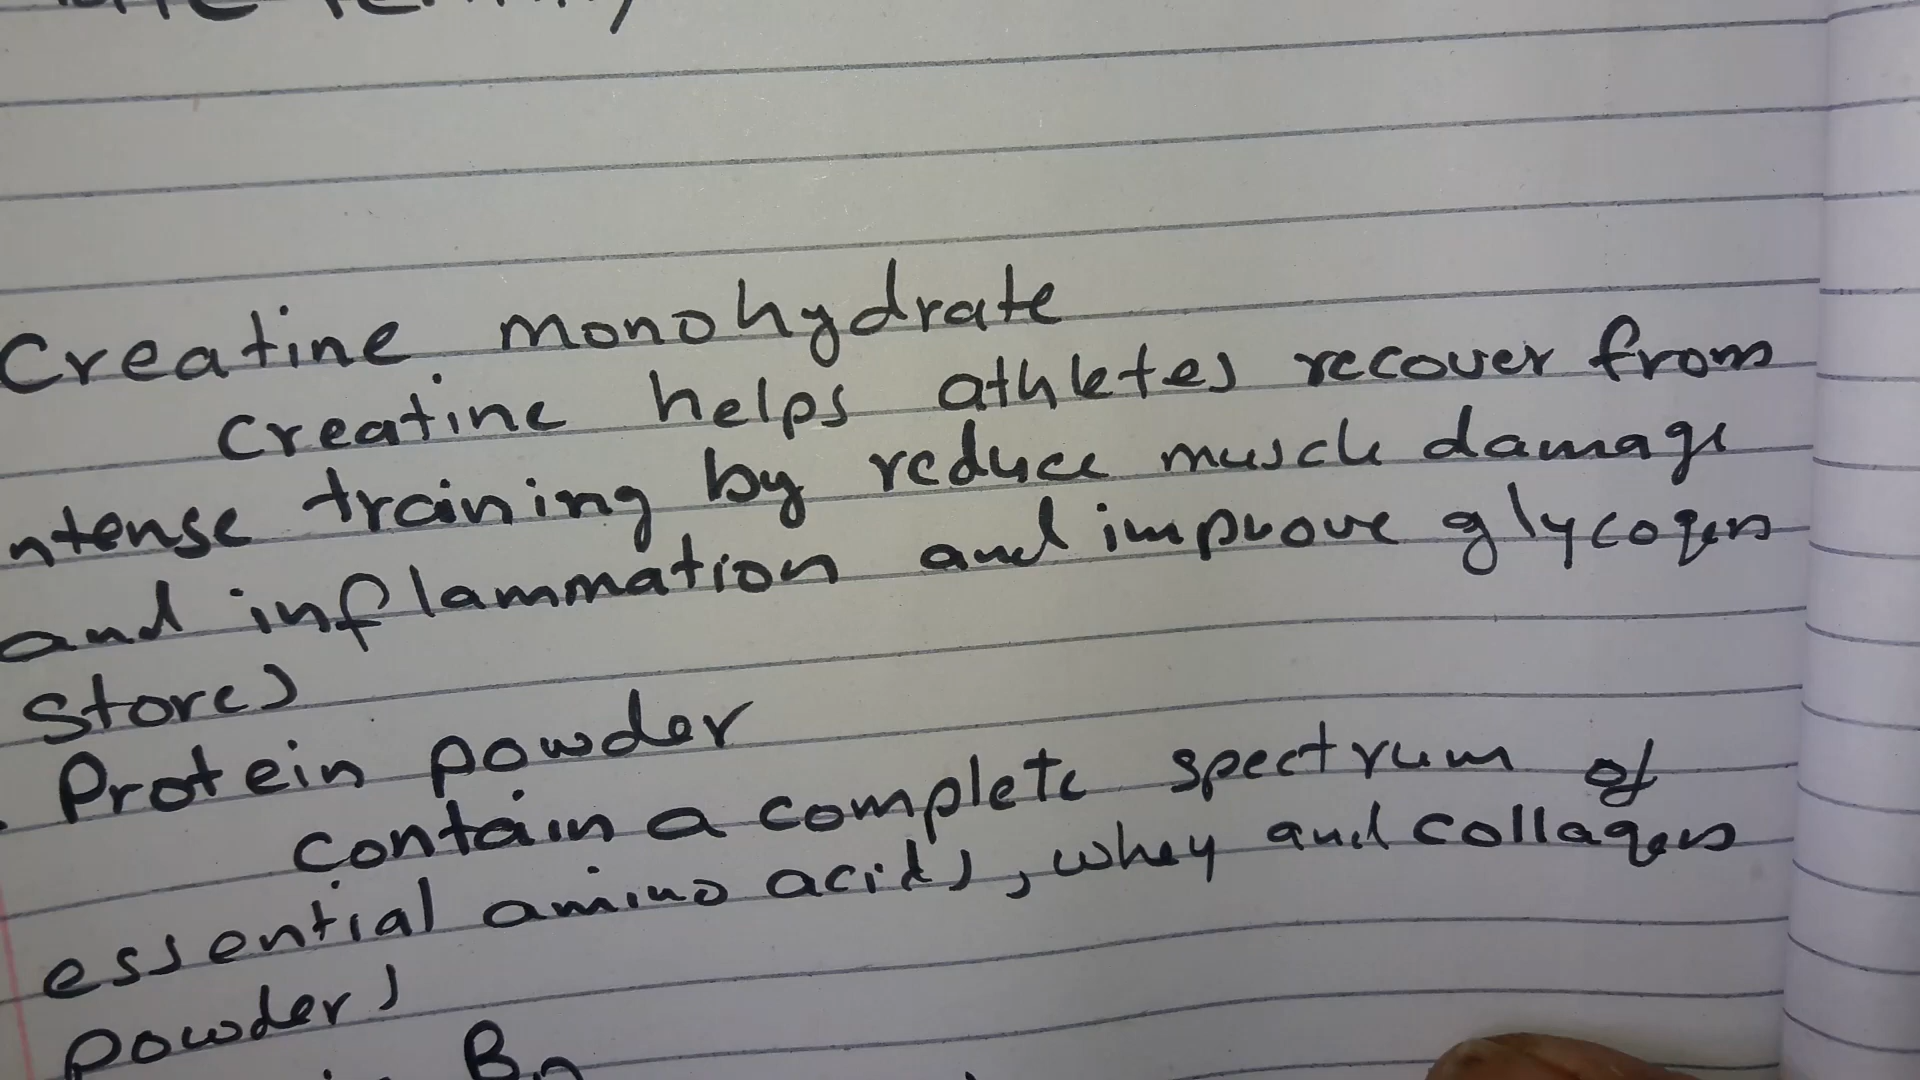 Creatine monohydrate
Creatine helps athletes recover from
ntense training by reduce muscle damage
and inflammation and improve glycogen
stores
. Protein powder
contain a complete spectrum of
essential amino acids, whey and collagen
powders